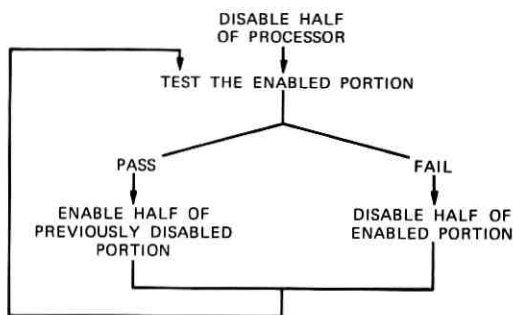 DISABLE HALF
OF PROCESSOR
TEST THE ENABLED PORTION
PASS
FAIL
ENABLE HALF OF
PREVIOUSLY DISABLED
PORTION
DISABLE HALF OF
ENABLED PORTION